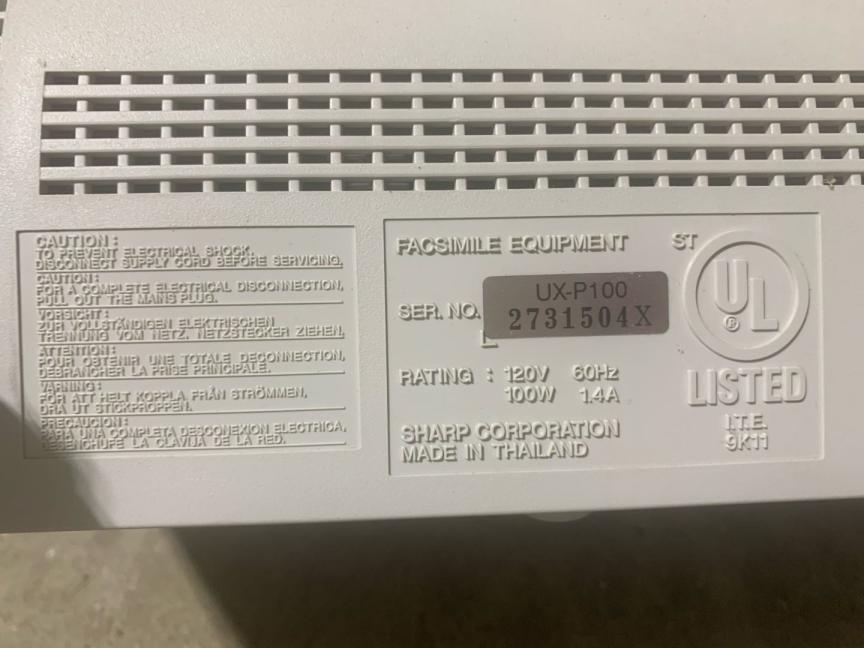 CAUTION :
TO PREVENT ELECTRICAL SHOCK,
DISCONNECT SUPPLY CORD BEFORE SERVICING.
CAUTION :
FOR A COMPLETE ELECTRICAL DISCONNECTION,
PULL OUT THE MAINS PLUG.
VORSICHT :
ZUR VOLLSTÄNDIGEN ELEKTRISCHEN
TRENNUNG VOM NETZ, NETZSTECKER ZIEHEN.
ATTENTION :
POUR OBTENIR UNE TOTALE DECONNECTION,
DEBRANCHER LA PRISE PRINCIPALE.
VARNING :
FÖR ATT HELT KOPPLA FRÅN STRÖMMEN,
DRA UT STICKPROPPEN.
PRECAUCION :
PARA UNA COMPLETA DESCONEXION ELECTRICA,
DESENCHUFE LA CLAVIJA DE LA RED.
FACSIMILE EQUIPMENT
SER. NO.
UX-P100
2731504X
L
RATING : 120V 60Hz
100W 1.4A
SHARP CORPORATION
MADE IN THAILAND
ST
UL
®
LISTED
I.T.E.
9K11